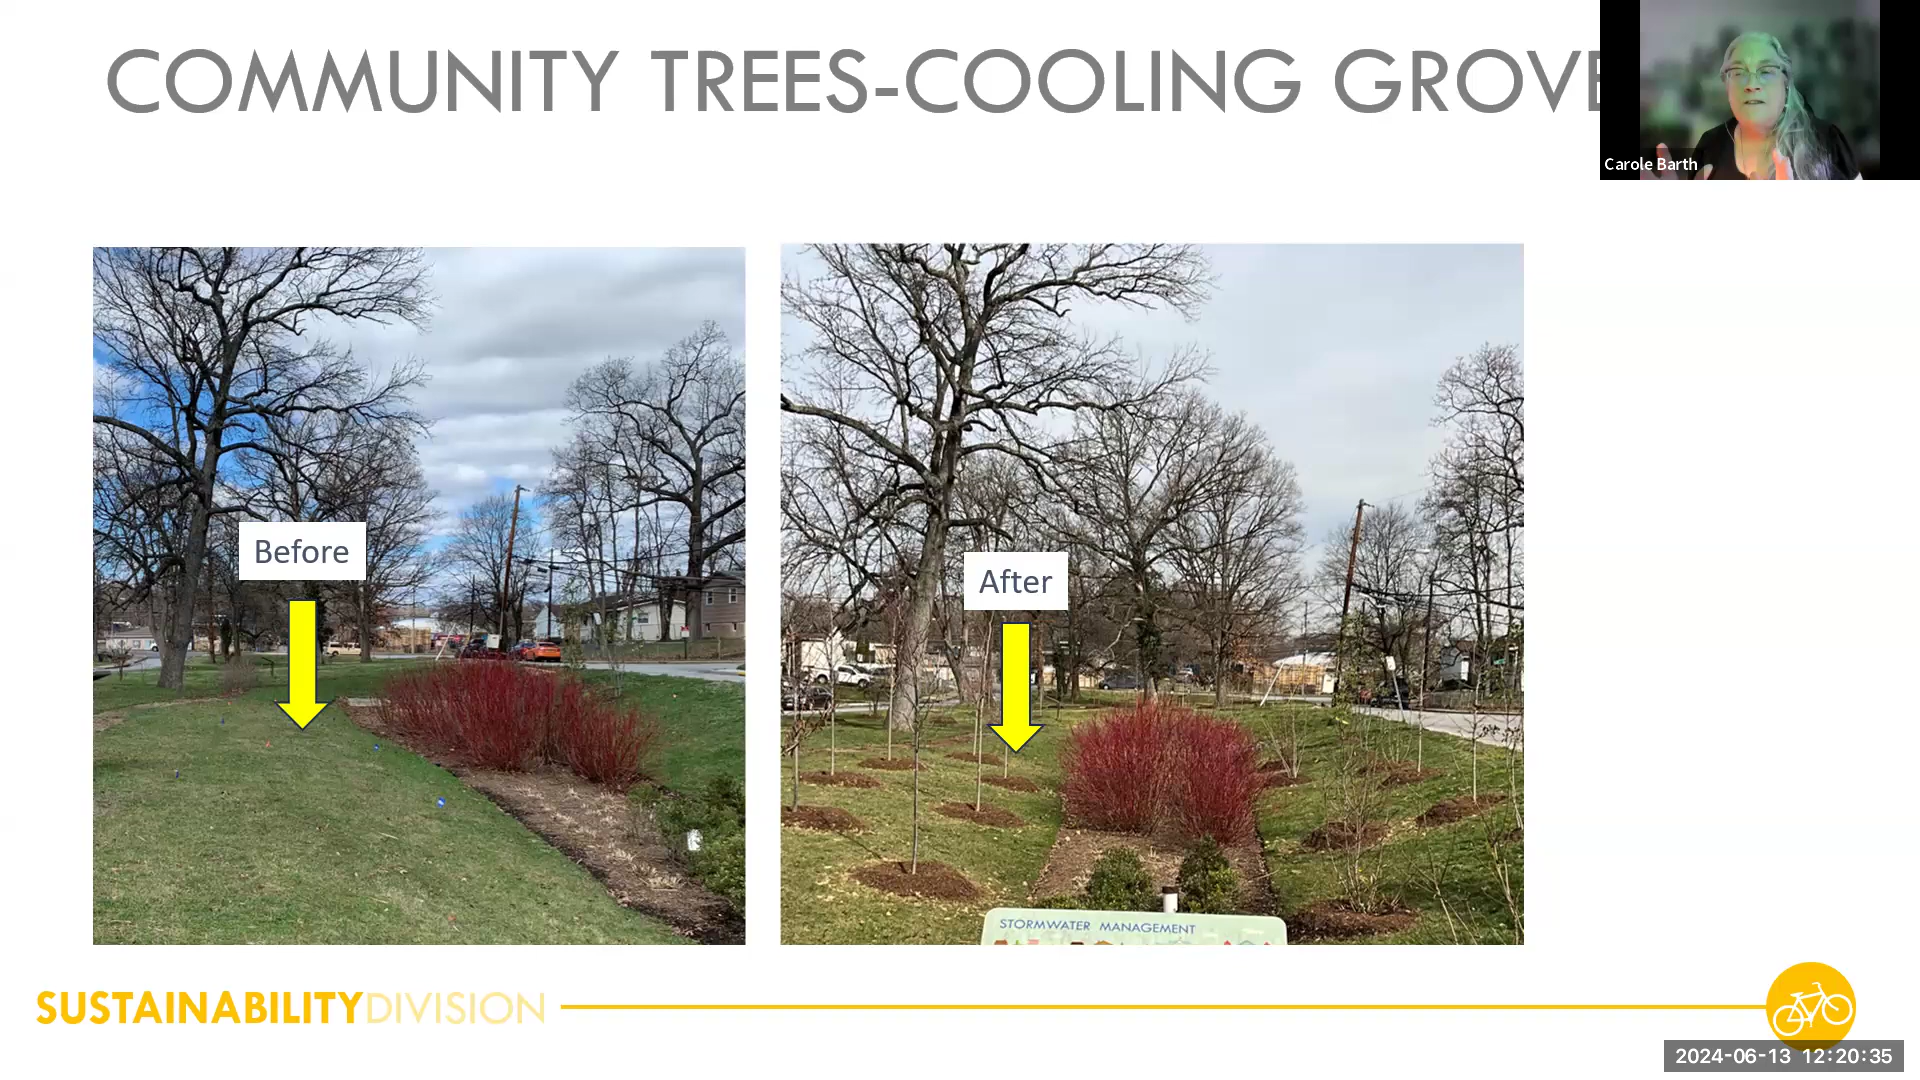 COMMUNITY TREES-COOLING GROVE
Carole Barth
Before
After
STORMWATER MANAGEMENT
SUSTAINABILITYDIVISION
2024-06-13 12:20:35